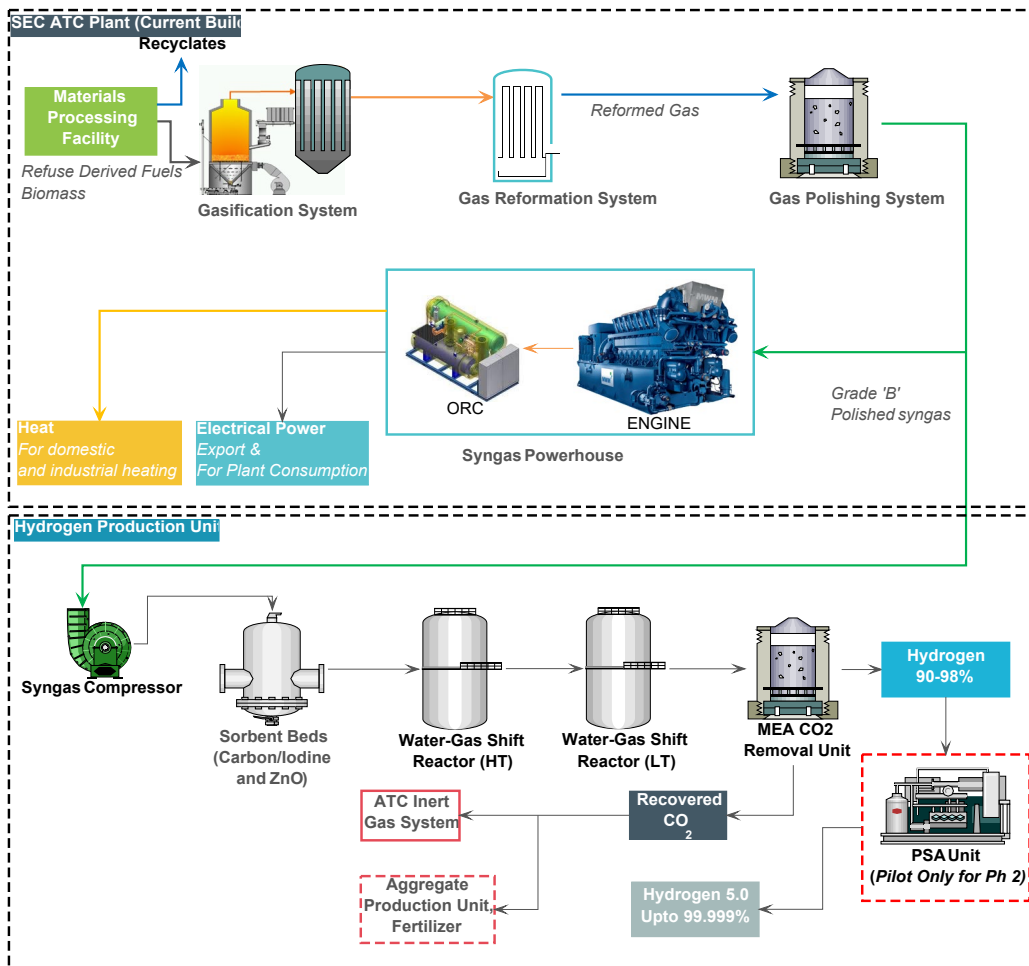 SEC ATC Plant (Current Build
Recyclates
Materials
Processing
Facility
Refuse Derived Fuels
Biomass
Gasification System
Reformed Gas
Gas Reformation System
Gas Polishing System
ORC
ENGINE
Syngas Powerhouse
Grade 'B'
Polished syngas
Heat
For domestic
and industrial heating
Electrical Power
Export &
For Plant Consumption
Hydrogen Production Unit
Syngas Compressor
Sorbent Beds
(Carbon/Iodine
and ZnO)
Water-Gas Shift
Reactor (HT)
Water-Gas Shift
Reactor (LT)
MEA CO2
Removal Unit
Hydrogen
90-98%
ATC Inert
Gas System
Recovered
CO
2
PSA Unit
(Pilot Only for Ph 2)
Aggregate
Production Unit,
Fertilizer
Hydrogen 5.0
Upto 99.999%